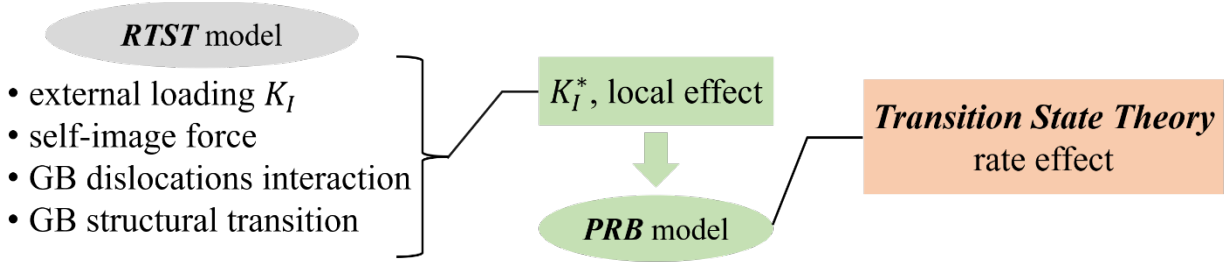 RTST model
• external loading K_I
• self-image force
• GB dislocations interaction
• GB structural transition
K_I^*, local effect
PRB model
Transition State Theory
rate effect